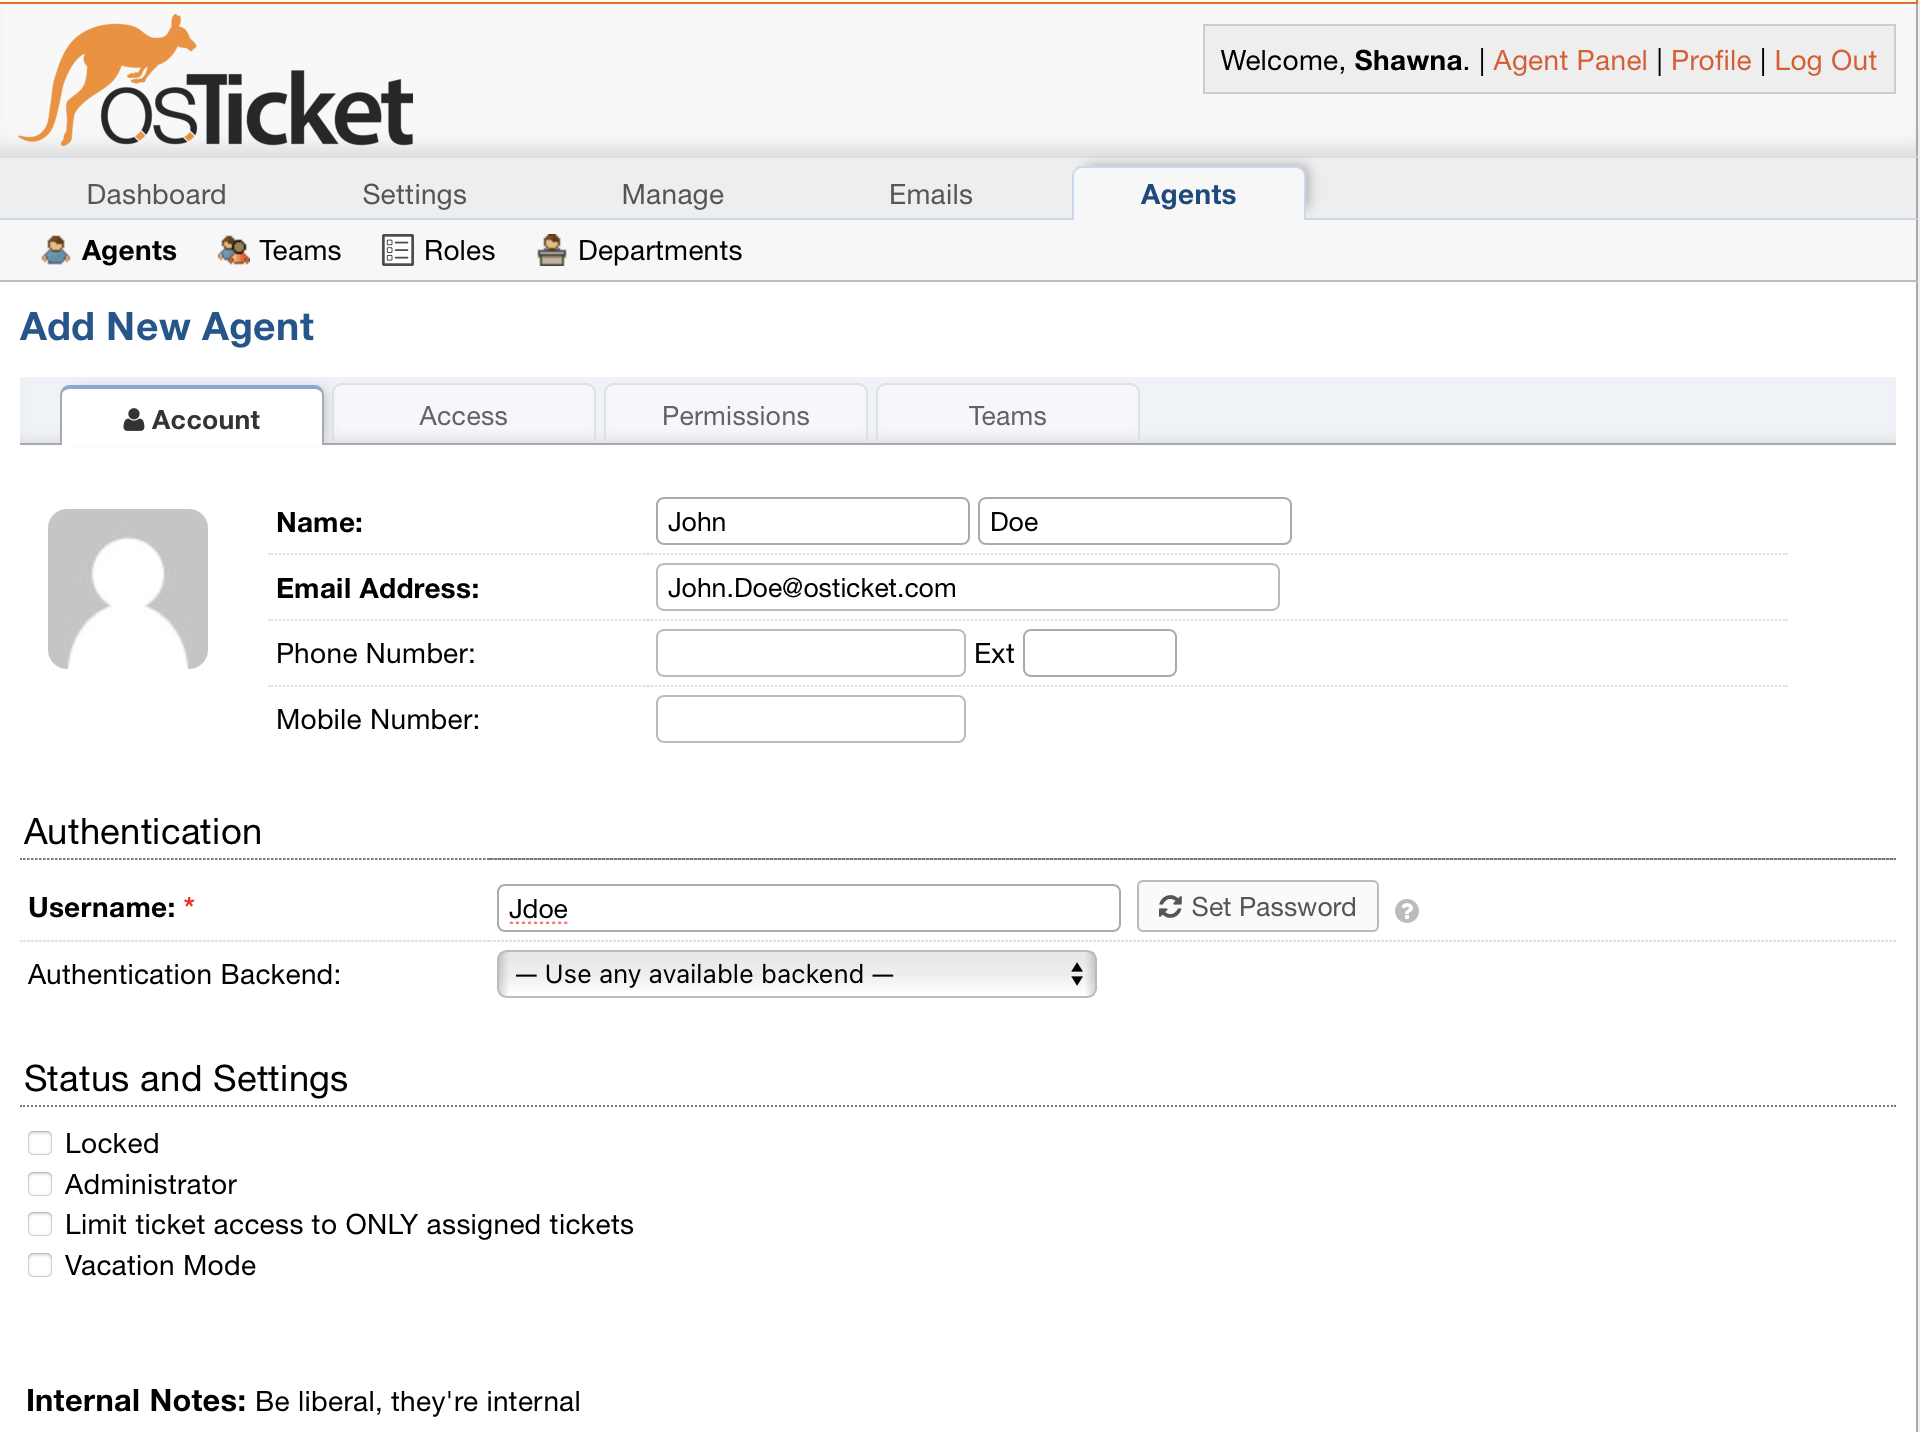 osTicket
Welcome, Shawna. | Agent Panel | Profile | Log Out
Dashboard Settings Manage Emails Agents
Agents Teams Roles Departments
Add New Agent
Account Access Permissions Teams
Name: John Doe
Email Address: John.Doe@osticket.com
Phone Number: Ext
Mobile Number:
Authentication
Username: * Jdoe Set Password ?
Authentication Backend: — Use any available backend —
Status and Settings
Locked
Administrator
Limit ticket access to ONLY assigned tickets
Vacation Mode
Internal Notes: Be liberal, they're internal